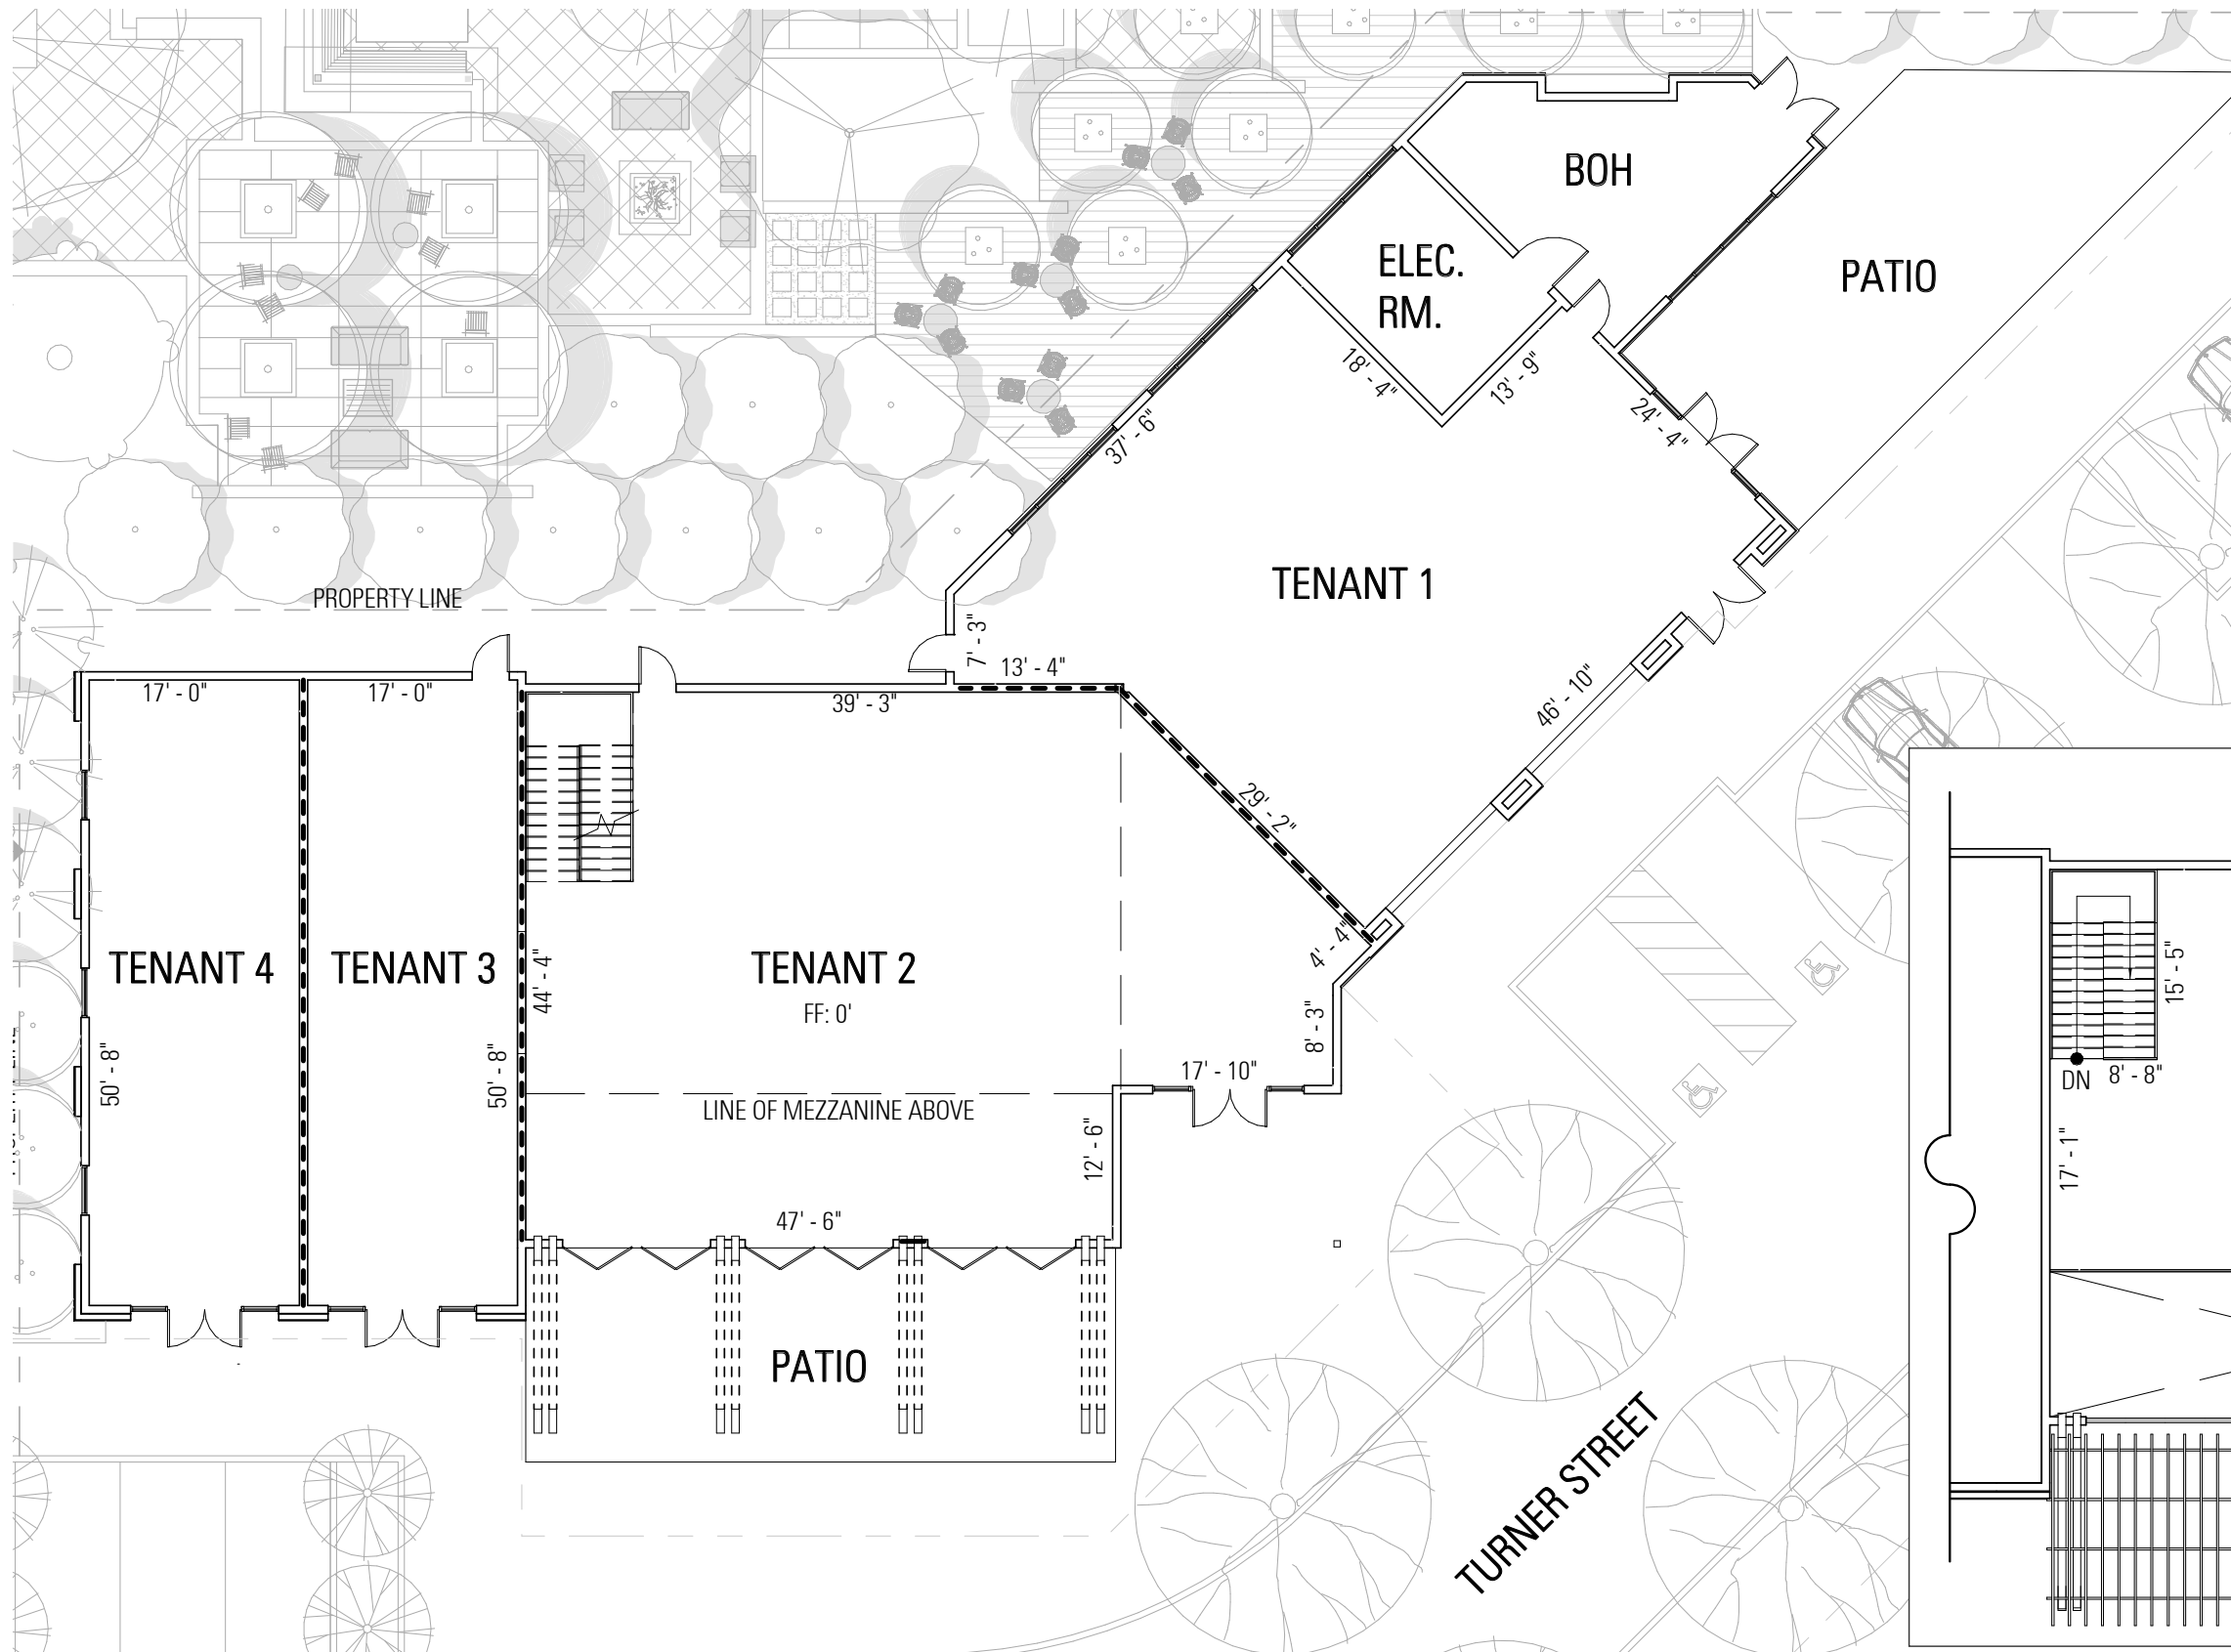 BOH
ELEC.
RM.
PATIO
18' - 4"
13' - 9"
24' - 4"
37' - 6"
TENANT 1
PROPERTY LINE
7' - 3"
13' - 4"
17' - 0"
17' - 0"
39' - 3"
46' - 10"
29' - 2"
TENANT 4
TENANT 3
TENANT 2
FF: 0'
44' - 4"
4' - 4"
8' - 3"
50' - 8"
50' - 8"
17' - 10"
LINE OF MEZZANINE ABOVE
12' - 6"
47' - 6"
PATIO
TURNER STREET
15' - 5"
DN
8' - 8"
17' - 1"